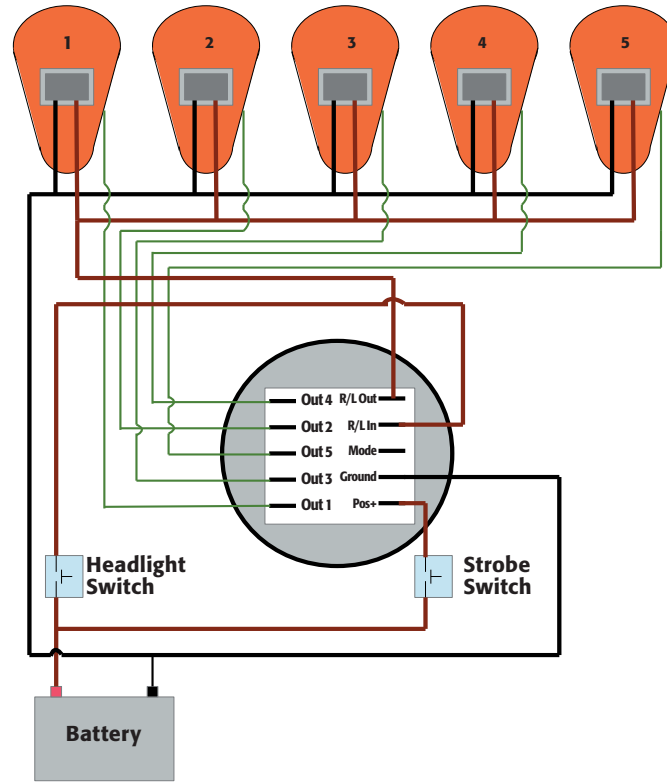 1 2 3 4 5
Out 4 R/L Out
Out 2 R/L In
Out 5 Mode
Out 3 Ground
Out 1 Pos+
Headlight
Switch
Strobe
Switch
Battery